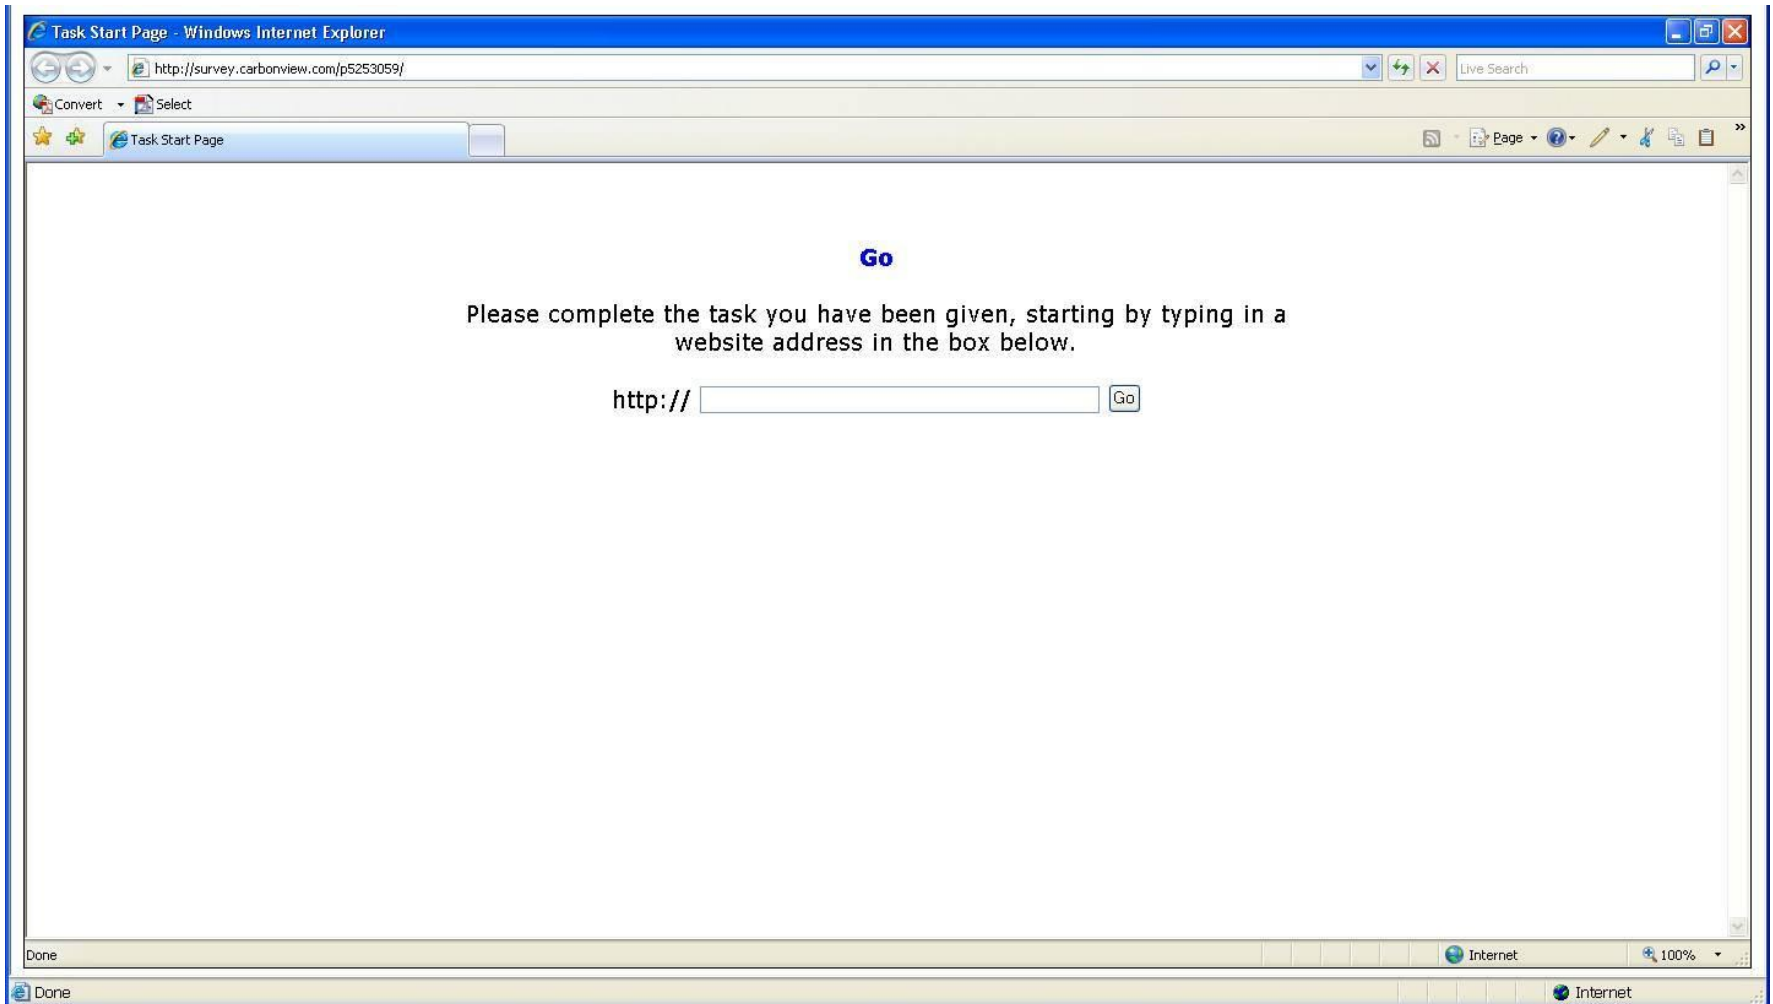 Task Start Page - Windows Internet Explorer
http://survey.carbonview.com/p5253059/
Live Search
Convert
Select
Task Start Page
Page
»
Go
Please complete the task you have been given, starting by typing in a
website address in the box below.
http://
Go
Done
Internet
100%
Done
Internet